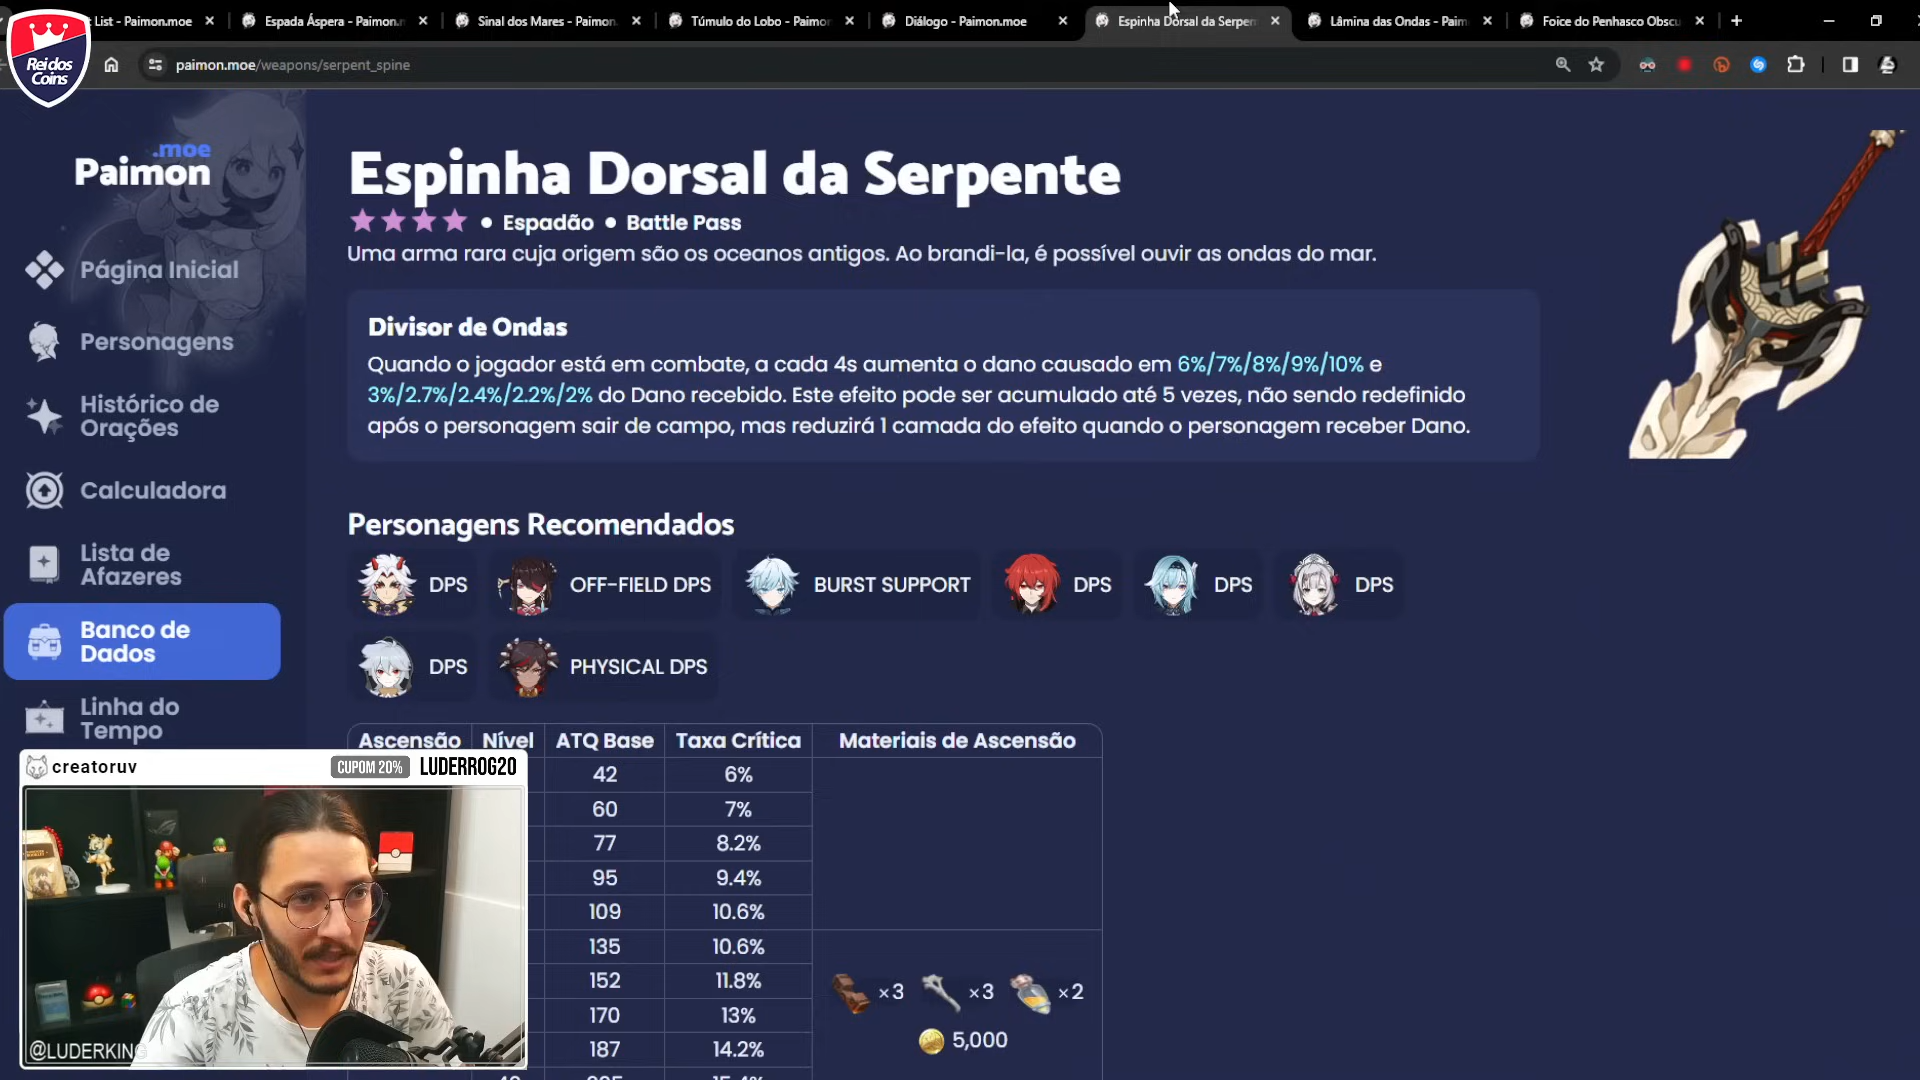 t List - Paimon.moe
Espada Áspera - Paimon.n
Sinal dos Mares - Paimon.
Túmulo do Lobo - Paimon
Diálogo - Paimon.moe
Espinha Dorsal da Serpen
Lâmina das Ondas - Paim
Foice do Penhasco Obscu
Rei dos
Coins
paimon.moe/weapons/serpent_spine
.moe
Paimon
Página Inicial
Personagens
Histórico de
Orações
Calculadora
Lista de
Afazeres
Banco de
Dados
Linha do
Tempo
Espinha Dorsal da Serpente
• Espadão • Battle Pass
Uma arma rara cuja origem são os oceanos antigos. Ao brandi-la, é possível ouvir as ondas do mar.
Divisor de Ondas
Quando o jogador está em combate, a cada 4s aumenta o dano causado em 6%/7%/8%/9%/10% e
3%/2.7%/2.4%/2.2%/2% do Dano recebido. Este efeito pode ser acumulado até 5 vezes, não sendo redefinido
após o personagem sair de campo, mas reduzirá 1 camada do efeito quando o personagem receber Dano.
Personagens Recomendados
DPS
OFF-FIELD DPS
BURST SUPPORT
DPS
DPS
DPS
DPS
PHYSICAL DPS
Ascensão Nível ATQ Base Taxa Crítica Materiais de Ascensão
42 6%
60 7%
77 8.2%
95 9.4%
109 10.6%
135 10.6%
152 11.8%
170 13%
187 14.2%
×3 ×3 ×2
5,000
creatoruv
CUPOM 20% LUDERROG20
@LUDERKING